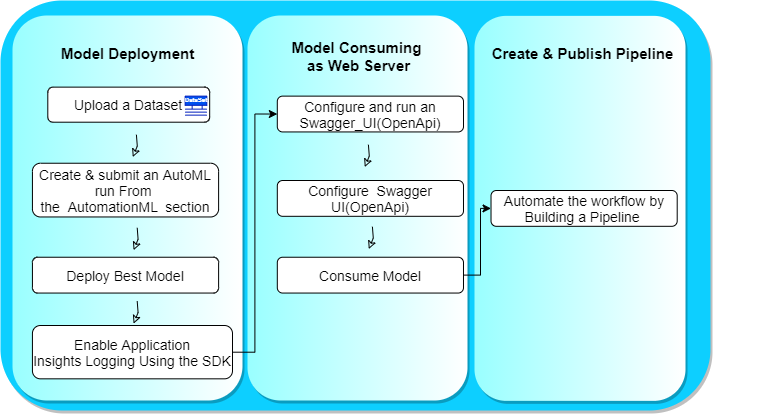 Model Deployment
Upload a Dataset
DataSet
Create & submit an AutoML
run From
the AutomationML section
Deploy Best Model
Enable Application
Insights Logging Using the SDK
Model Consuming
as Web Server
Configure and run an
Swagger_UI(OpenApi)
Configure Swagger
UI(OpenApi)
Consume Model
Create & Publish Pipeline
Automate the workflow by
Building a Pipeline